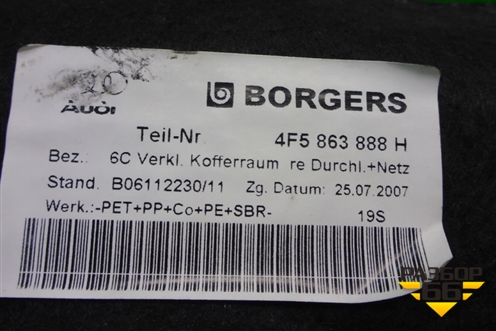 Audi BORGERS
Teil-Nr 4F5 863 888 H
Bez.: 6C Verkl. Kofferraum re Durchl.+Netz
Stand. B06112230/11 Zg. Datum: 25.07.2007
Werk.:-PET+PP+Co+PE+SBR- 19S
РАЗБОР
66